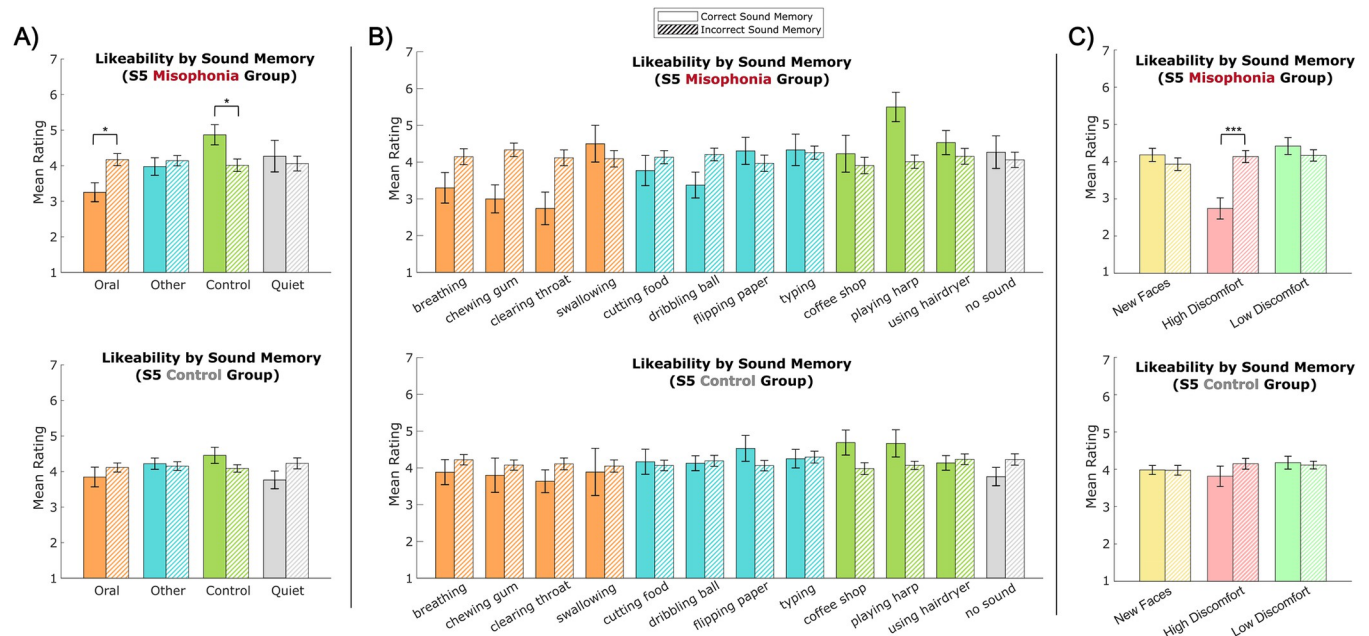 Correct Sound Memory
Incorrect Sound Memory
A)
Likeability by Sound Memory
(S5 Misophonia Group)
Mean Rating
7
6
5
4
3
2
1
*
*
Oral
Other
Control
Quiet
Likeability by Sound Memory
(S5 Control Group)
Mean Rating
7
6
5
4
3
2
1
Oral
Other
Control
Quiet
B)
Likeability by Sound Memory
(S5 Misophonia Group)
Mean Rating
7
6
5
4
3
2
1
breathing
chewing gum
clearing throat
swallowing
cutting food
dribbling ball
flipping paper
typing
coffee shop
playing harp
using hairdryer
no sound
Likeability by Sound Memory
(S5 Control Group)
Mean Rating
7
6
5
4
3
2
1
breathing
chewing gum
clearing throat
swallowing
cutting food
dribbling ball
flipping paper
typing
coffee shop
playing harp
using hairdryer
no sound
C)
Likeability by Sound Memory
(S5 Misophonia Group)
Mean Rating
7
6
5
4
3
2
1
***
New Faces
High Discomfort
Low Discomfort
Likeability by Sound Memory
(S5 Control Group)
Mean Rating
7
6
5
4
3
2
1
New Faces
High Discomfort
Low Discomfort